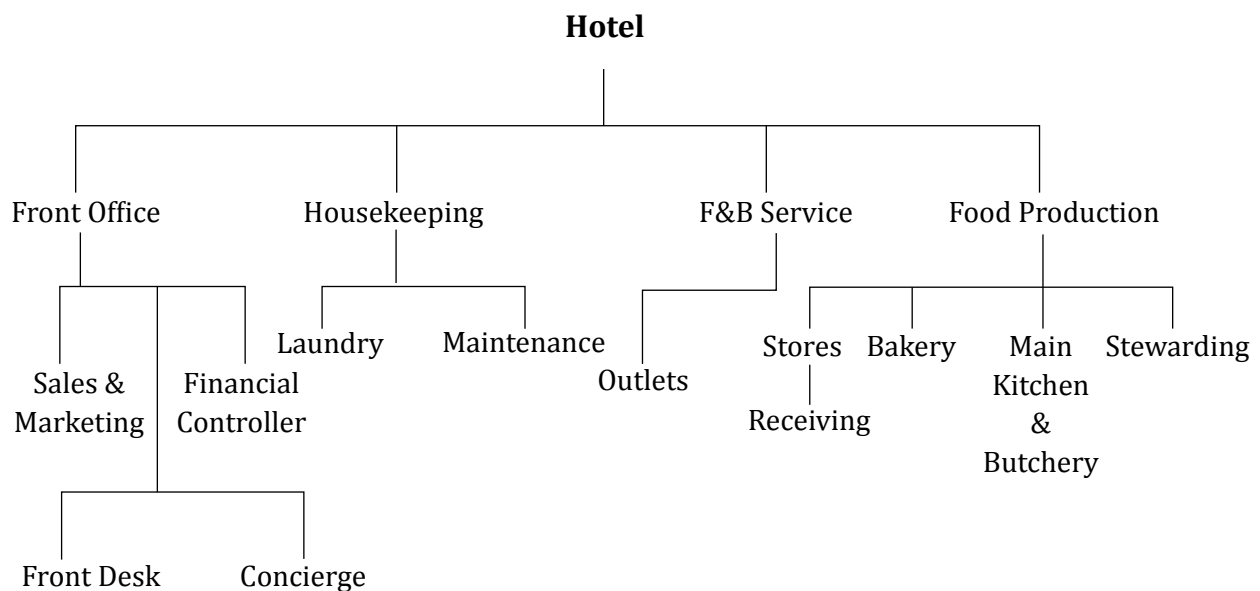 Hotel
Front Office
Housekeeping
F&B Service
Food Production
Laundry
Maintenance
Stores
Bakery
Main
Kitchen
&
Butchery
Stewarding
Sales &
Marketing
Financial
Controller
Outlets
Receiving
Front Desk
Concierge